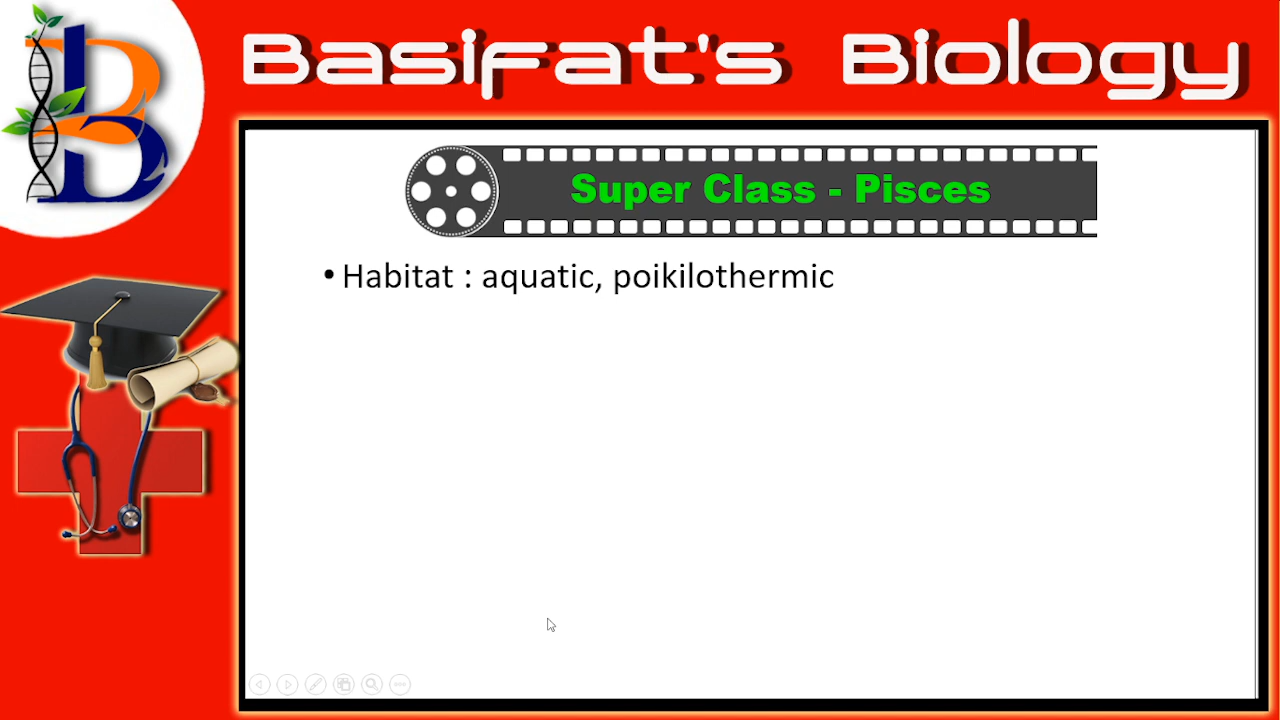 Basifat's Biology
B
Super Class - Pisces
• Habitat : aquatic, poikilothermic